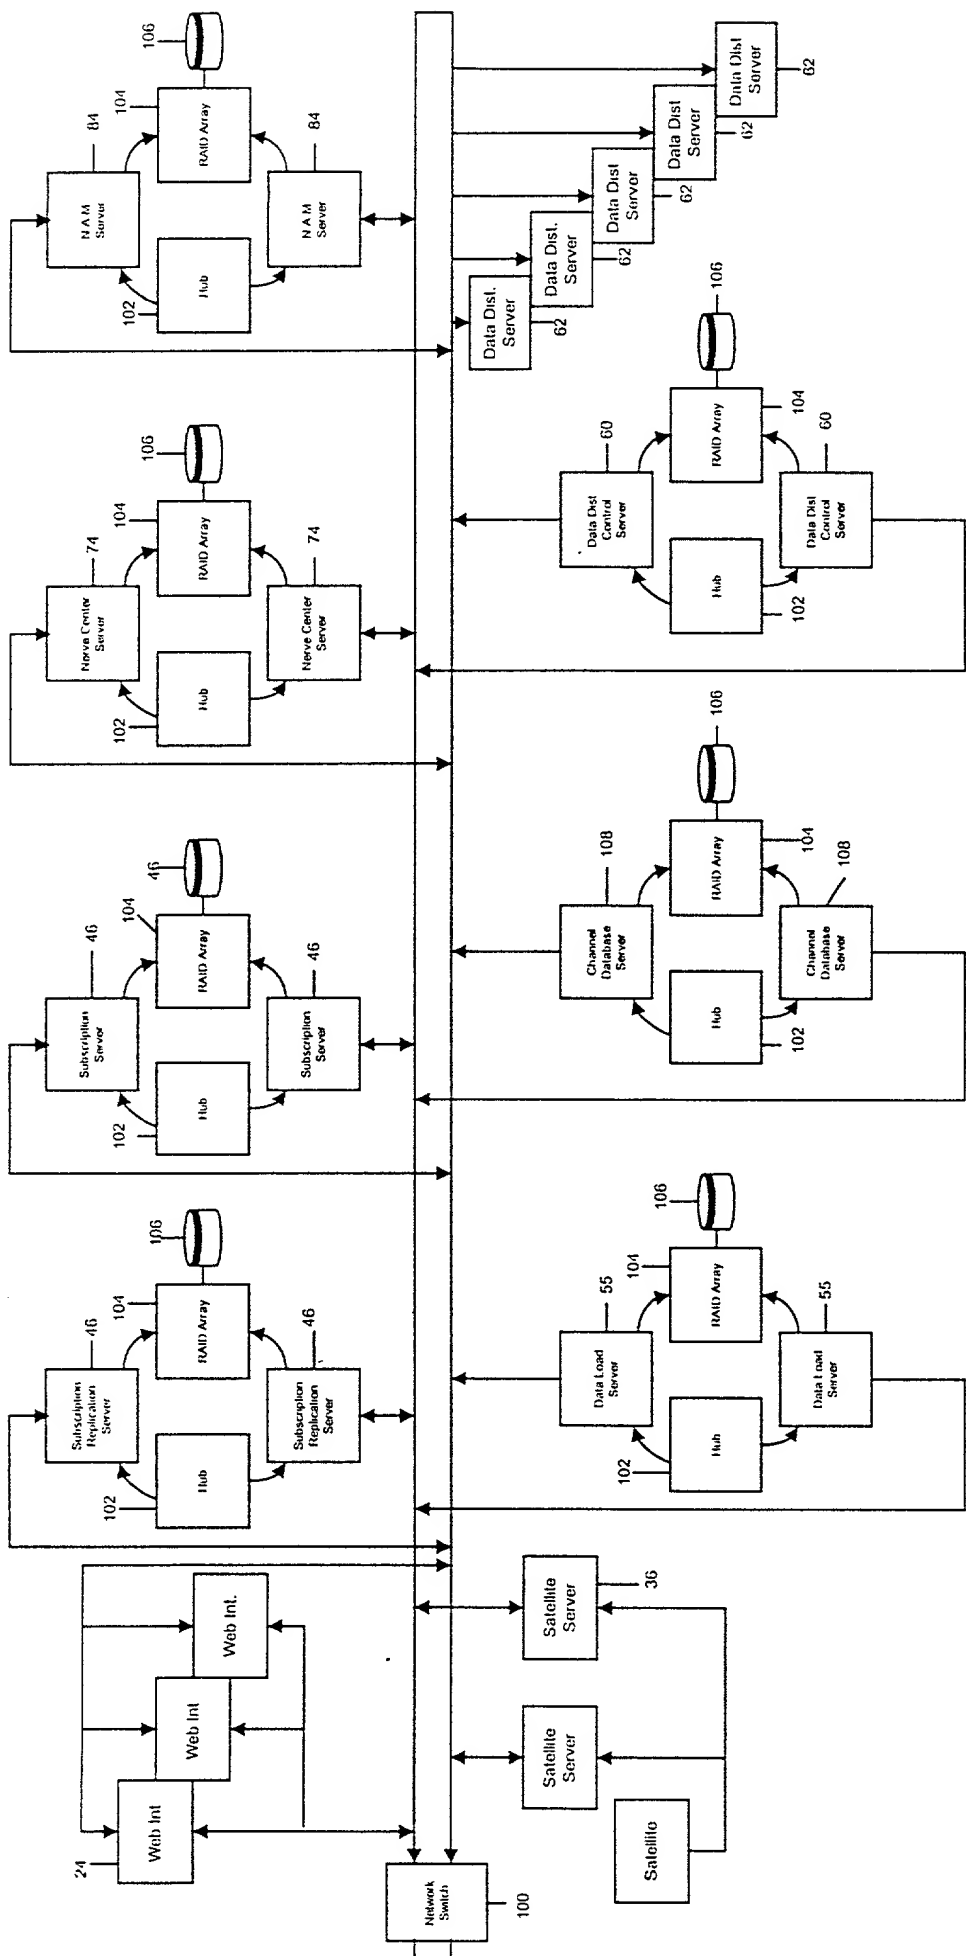 24
Web Int
Web Int
Web Int.
102
Subscription
Replication
Server
46
Hub
104
RAID Array
106
Subscription
Replication
Server
46
102
Subscription
Server
46
Hub
104
RAID Array
46
Subscription
Server
46
102
Nerve Center
Server
74
Hub
104
RAID Array
106
Nerve Center
Server
74
102
N A M
Server
84
Hub
104
RAID Array
106
N A M
Server
84
Network
Switch
100
Satellite
Satellite
Server
Satellite
Server
36
Data Load
Server
55
102
Hub
104
RAID Array
106
Data Load
Server
55
Channel
Database
Server
108
Hub
102
RAID Array
104
106
Channel
Database
Server
108
Data Dist
Control
Server
60
Hub
102
RAID Array
104
106
Data Dist
Control
Server
60
Data Dist.
Server
62
Data Dist.
Server
62
Data Dist
Server
62
Data Dist
Server
62
Data Dist
Server
62